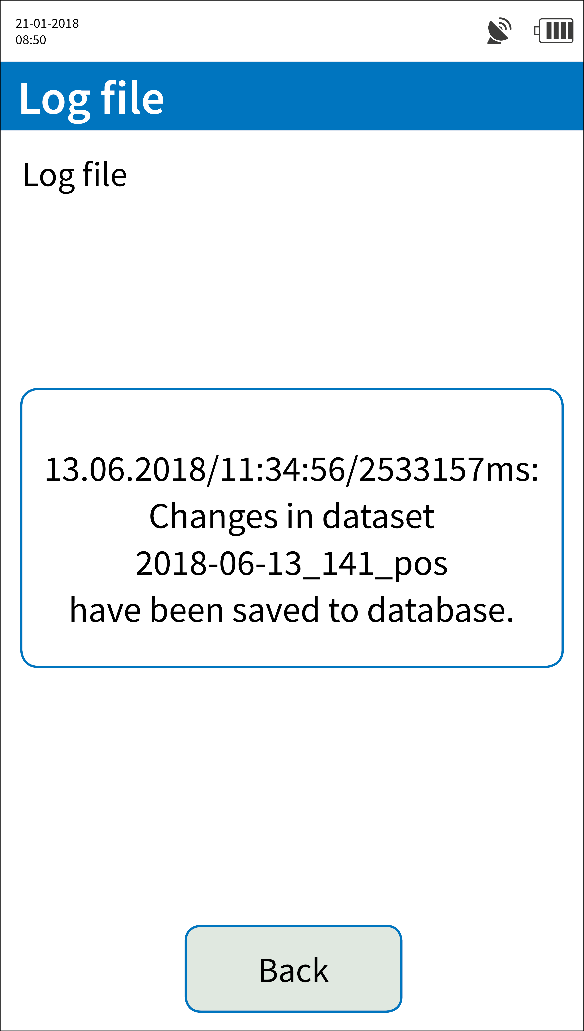 21-01-2018
08:50
Log file
Log file
13.06.2018/11:34:56/2533157ms:
Changes in dataset
2018-06-13_141_pos
have been saved to database.
Back